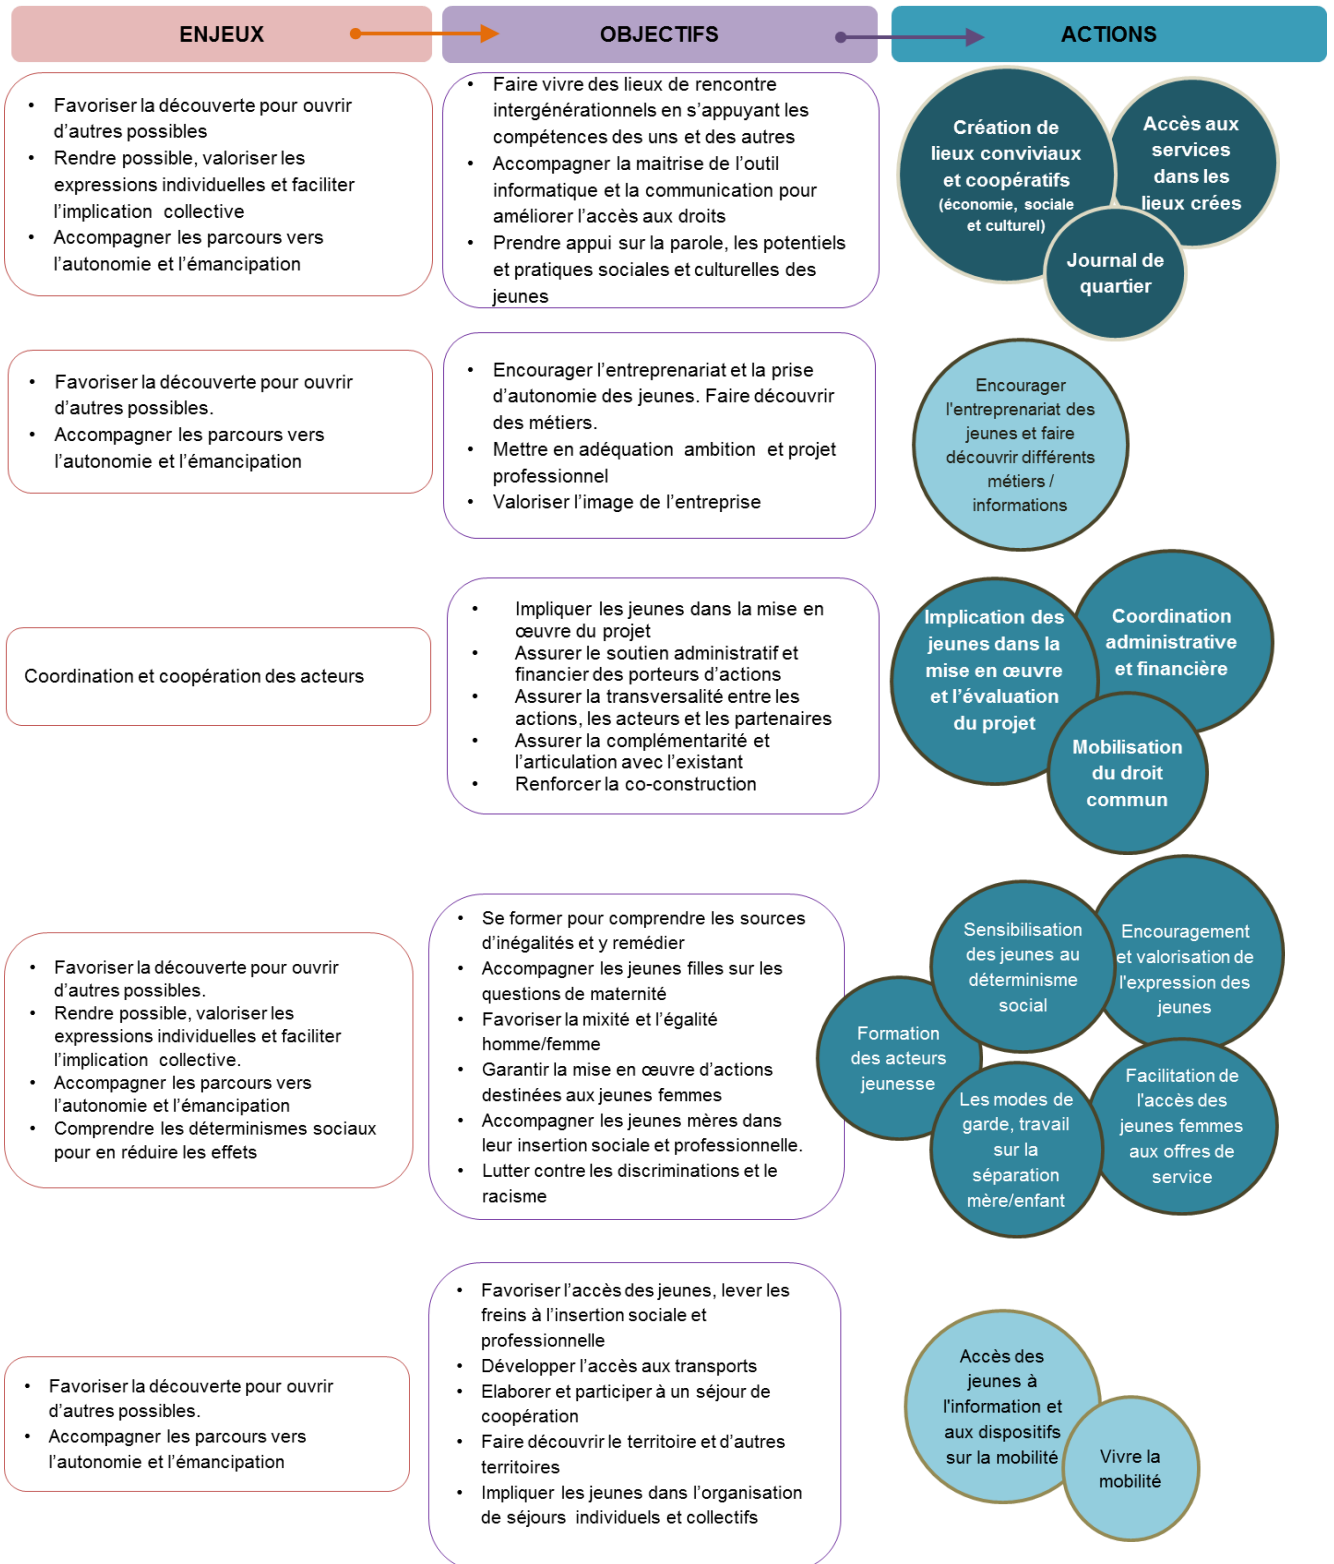 ENJEUX
OBJECTIFS
ACTIONS
• Favoriser la découverte pour ouvrir
d’autres possibles
• Rendre possible, valoriser les
expressions individuelles et faciliter
l’implication collective
• Accompagner les parcours vers
l’autonomie et l’émancipation
• Faire vivre des lieux de rencontre
intergénérationnels en s’appuyant les
compétences des uns et des autres
• Accompagner la maitrise de l’outil
informatique et la communication pour
améliorer l’accès aux droits
• Prendre appui sur la parole, les potentiels
et pratiques sociales et culturelles des
jeunes
Création de
lieux conviviaux
et coopératifs
(économie, sociale
et culturel)
Accès aux
services
dans les
lieux crées
Journal de
quartier
• Favoriser la découverte pour ouvrir
d’autres possibles.
• Accompagner les parcours vers
l’autonomie et l’émancipation
• Encourager l’entreprenariat et la prise
d’autonomie des jeunes. Faire découvrir
des métiers.
• Mettre en adéquation ambition et projet
professionnel
• Valoriser l’image de l’entreprise
Encourager
l'entreprenariat des
jeunes et faire
découvrir différents
métiers /
informations
Coordination et coopération des acteurs
• Impliquer les jeunes dans la mise en
œuvre du projet
• Assurer le soutien administratif et
financier des porteurs d’actions
• Assurer la transversalité entre les
actions, les acteurs et les partenaires
• Assurer la complémentarité et
l’articulation avec l’existant
• Renforcer la co-construction
Implication des
jeunes dans la
mise en œuvre
et l’évaluation
du projet
Coordination
administrative
et financière
Mobilisation
du droit
commun
• Favoriser la découverte pour ouvrir
d’autres possibles.
• Rendre possible, valoriser les
expressions individuelles et faciliter
l’implication collective.
• Accompagner les parcours vers
l’autonomie et l’émancipation
• Comprendre les déterminismes sociaux
pour en réduire les effets
• Se former pour comprendre les sources
d’inégalités et y remédier
• Accompagner les jeunes filles sur les
questions de maternité
• Favoriser la mixité et l’égalité
homme/femme
• Garantir la mise en œuvre d’actions
destinées aux jeunes femmes
• Accompagner les jeunes mères dans
leur insertion sociale et professionnelle.
• Lutter contre les discriminations et le
racisme
Formation
des acteurs
jeunesse
Sensibilisation
des jeunes au
déterminisme
social
Encouragement
et valorisation de
l'expression des
jeunes
Les modes de
garde, travail
sur la
séparation
mère/enfant
Facilitation de
l'accès des
jeunes femmes
aux offres de
service
• Favoriser la découverte pour ouvrir
d’autres possibles.
• Accompagner les parcours vers
l’autonomie et l’émancipation
• Favoriser l’accès des jeunes, lever les
freins à l’insertion sociale et
professionnelle
• Développer l’accès aux transports
• Elaborer et participer à un séjour de
coopération
• Faire découvrir le territoire et d’autres
territoires
• Impliquer les jeunes dans l’organisation
de séjours individuels et collectifs
Accès des
jeunes à
l'information et
aux dispositifs
sur la mobilité
Vivre la
mobilité